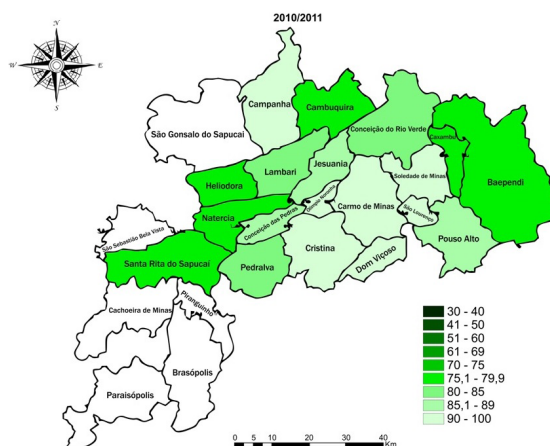 2010/2011
N
W
E
S
Campanha
Cambuquira
São Gonsalo do Sapucaí
Conceição do Rio Verde
Caxambu
Jesuania
Lambari
Soledade de Minas
Heliodora
Baependi
Olimpio Noronha
Natercia
Conceição das Pedras
Carmo de Minas
São Lourenço
São Sebastião Bela Vista
Pouso Alto
Cristina
Santa Rita do Sapucaí
Pedralva
Dom Viçoso
Piranguinho
Cachoeira de Minas
Brasópolis
Paraisópolis
30 - 40
41 - 50
51 - 60
61 - 69
70 - 75
75,1 - 79,9
80 - 85
85,1 - 89
90 - 100
0 5 10 20 30 40
Km